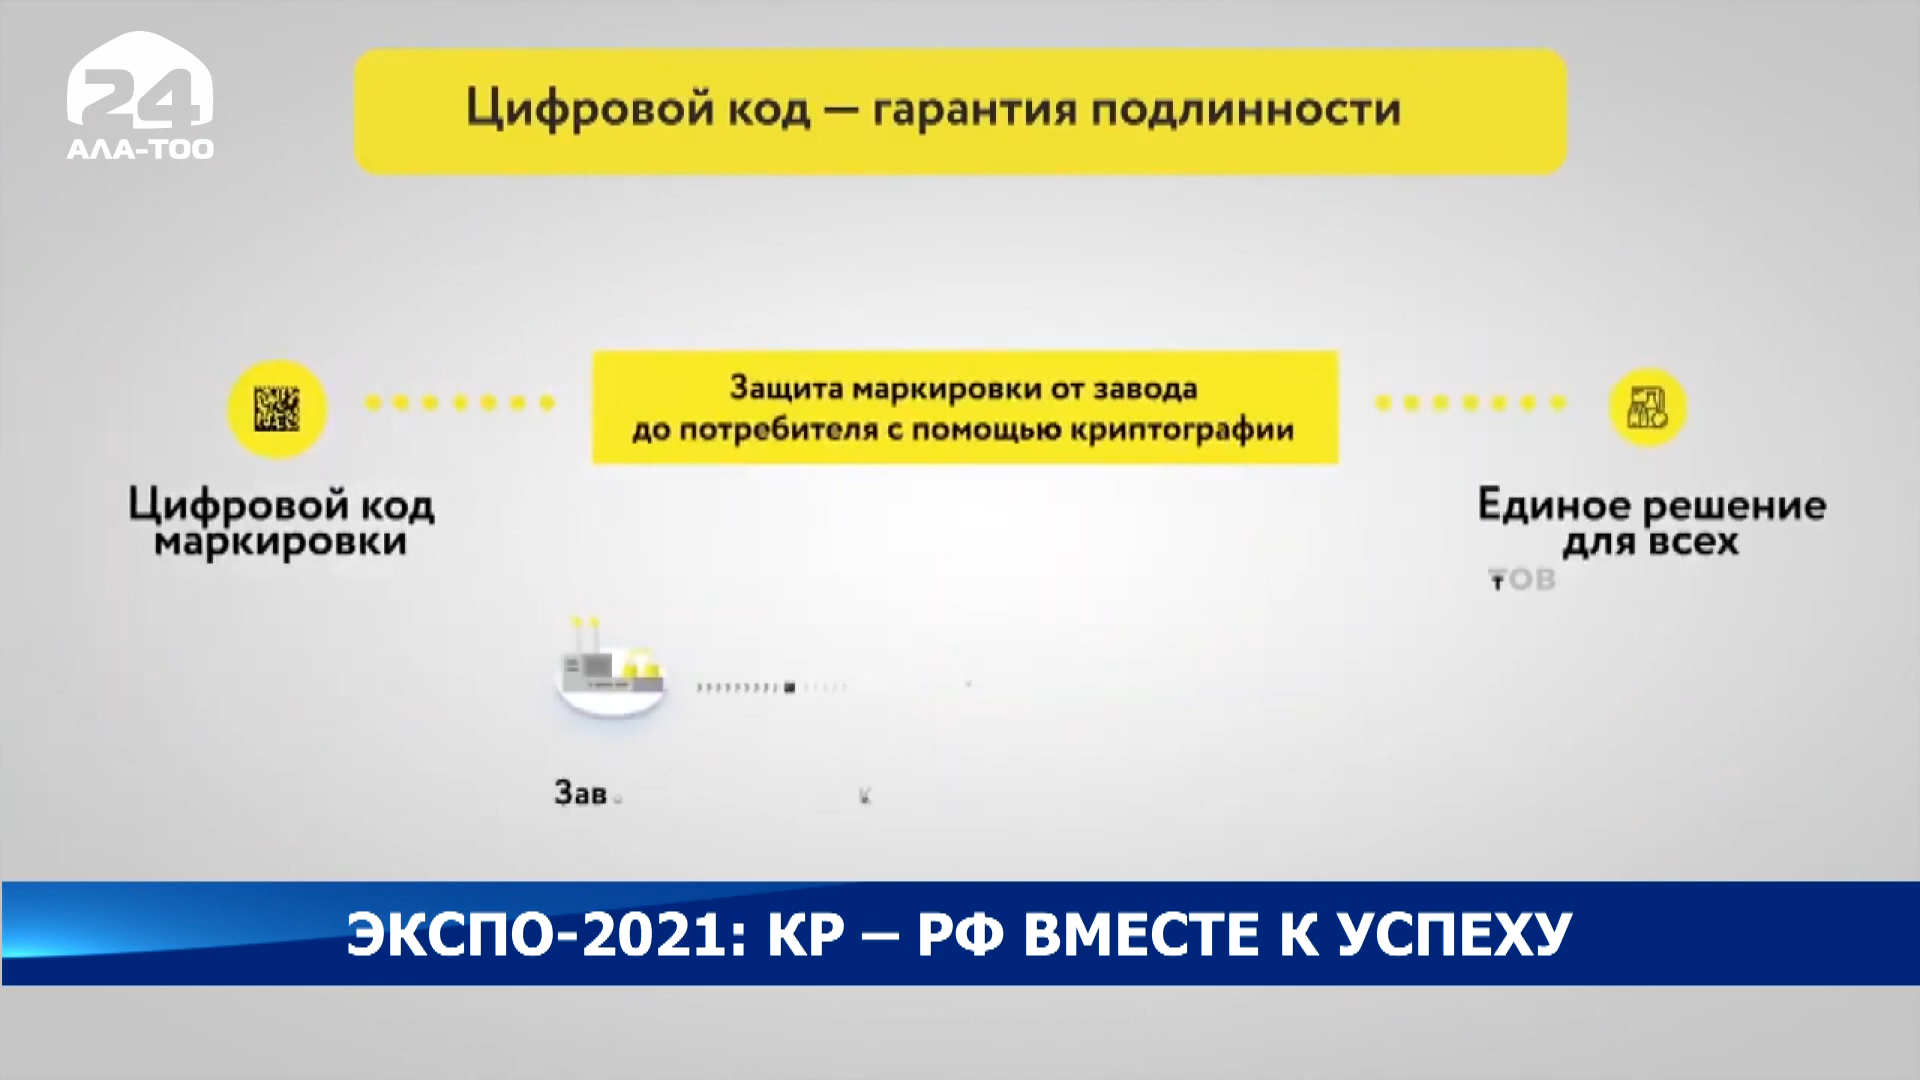 24
АЛА-ТОО
Цифровой код — гарантия подлинности
Защита маркировки от завода
до потребителя с помощью криптографии
Цифровой код
маркировки
Единое решение
для всех
тов
Зав
к
ЭКСПО-2021: КР – РФ ВМЕСТЕ К УСПЕХУ